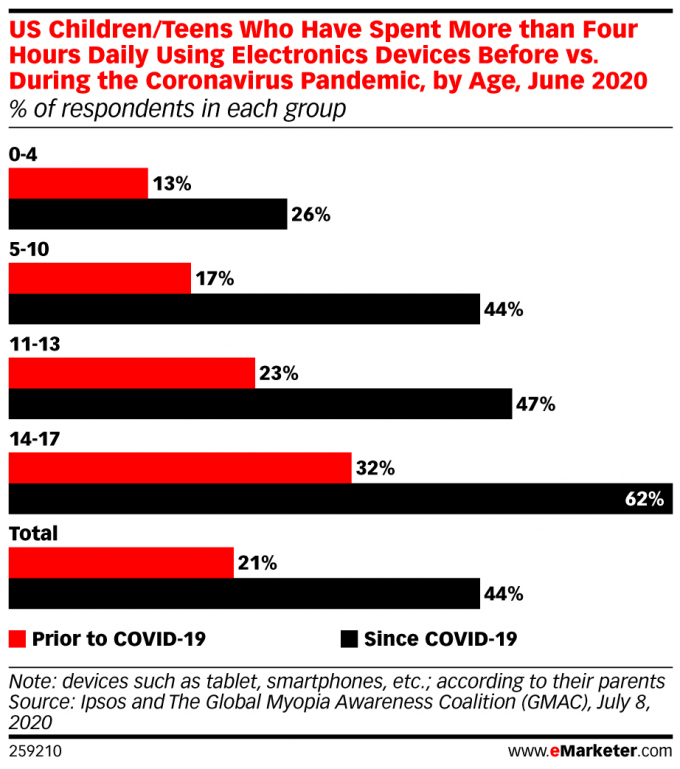 US Children/Teens Who Have Spent More than Four
Hours Daily Using Electronics Devices Before vs.
During the Coronavirus Pandemic, by Age, June 2020
% of respondents in each group
0-4
13%
26%
5-10
17%
44%
11-13
23%
47%
14-17
32%
62%
Total
21%
44%
Prior to COVID-19
Since COVID-19
Note: devices such as tablet, smartphones, etc.; according to their parents
Source: Ipsos and The Global Myopia Awareness Coalition (GMAC), July 8,
2020
259210
www.eMarketer.com